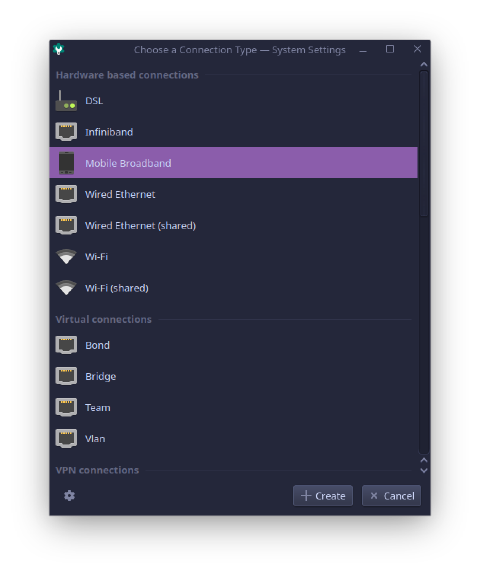 Choose a Connection Type — System Settings
Hardware based connections
DSL
Infiniband
Mobile Broadband
Wired Ethernet
Wired Ethernet (shared)
Wi-Fi
Wi-Fi (shared)
Virtual connections
Bond
Bridge
Team
Vlan
VPN connections
Create
Cancel